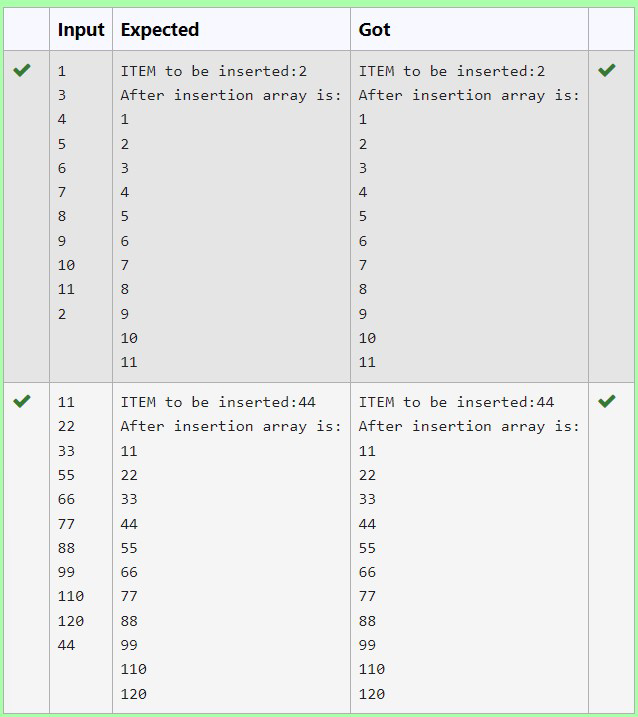 Input Expected Got
1 ITEM to be inserted:2 ITEM to be inserted:2
3 After insertion array is: After insertion array is:
4 1 1
5 2 2
6 3 3
7 4 4
8 5 5
9 6 6
10 7 7
11 8 8
2 9 9
10 10
11 11
11 ITEM to be inserted:44 ITEM to be inserted:44
22 After insertion array is: After insertion array is:
33 11 11
55 22 22
66 33 33
77 44 44
88 55 55
99 66 66
110 77 77
120 88 88
44 99 99
110 110
120 120